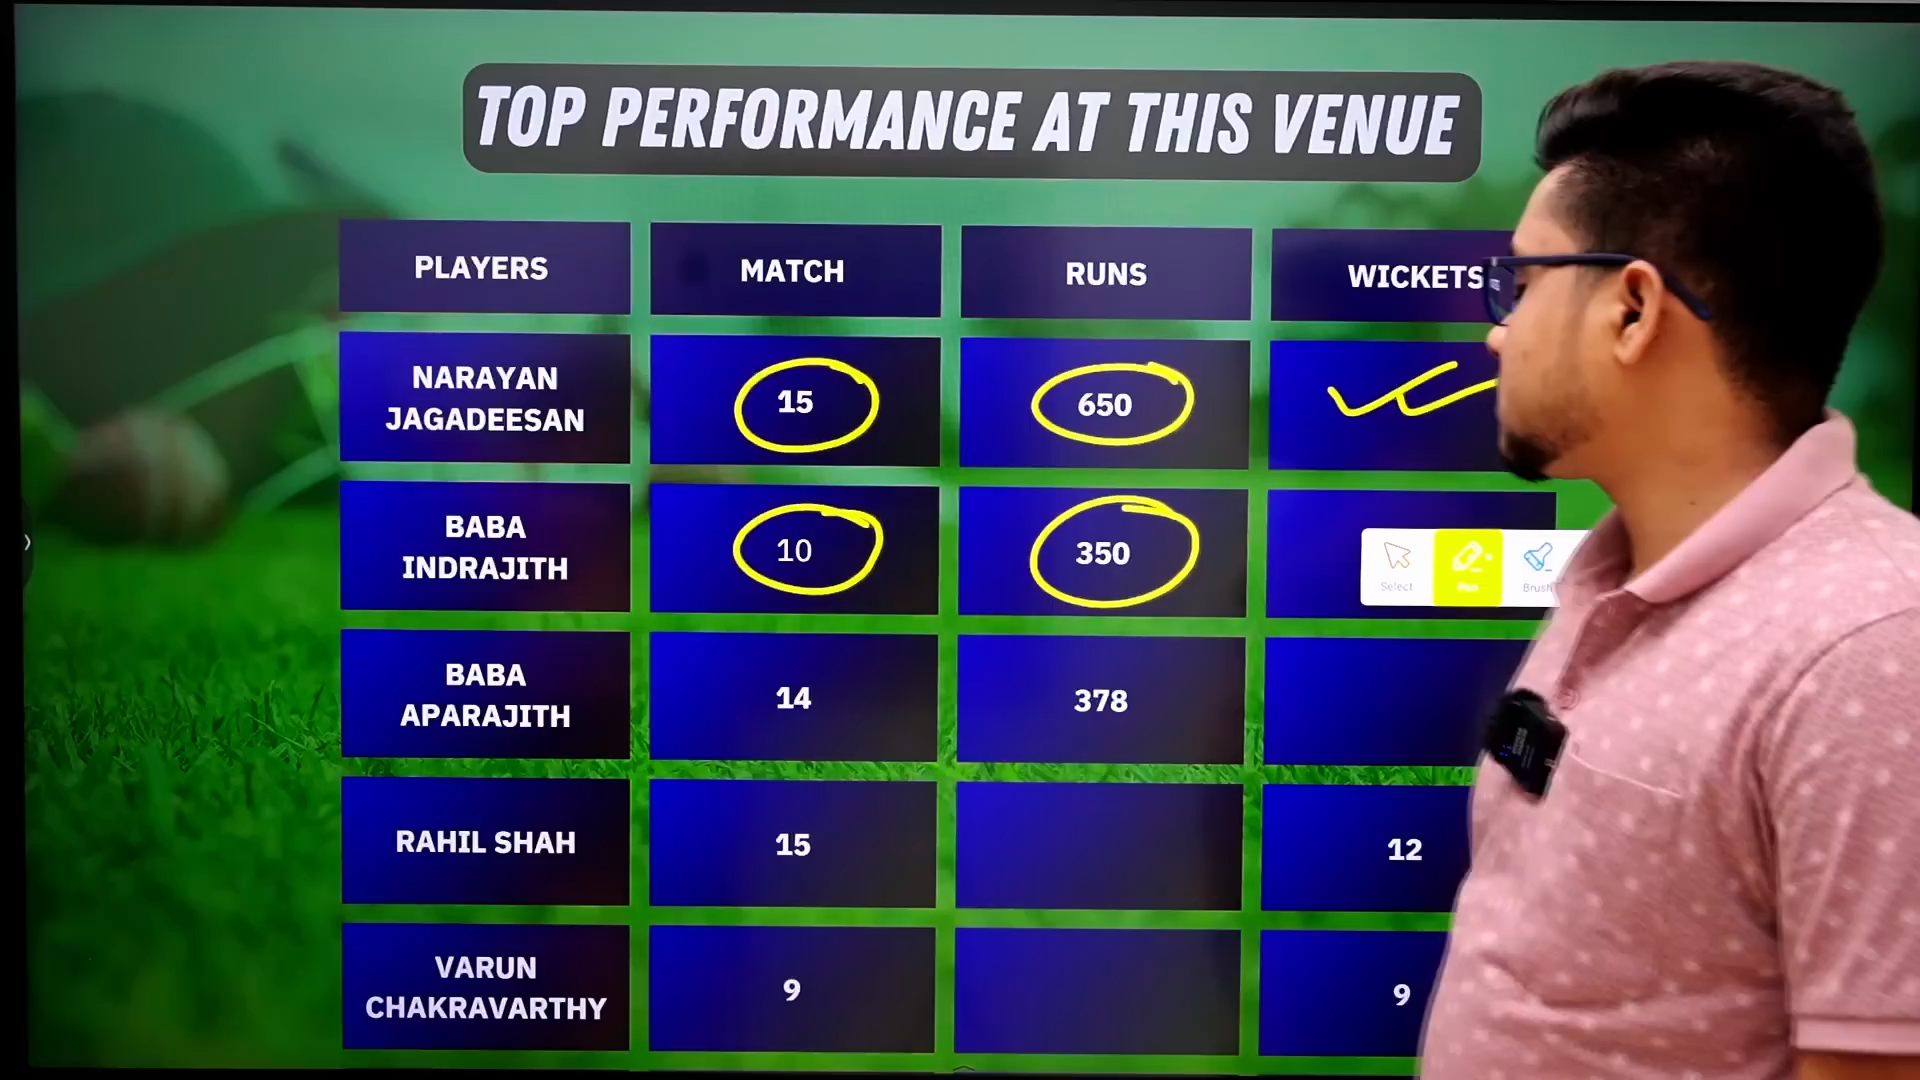 TOP PERFORMANCE AT THIS VENUE
PLAYERS MATCH RUNS WICKETS
NARAYAN
JAGADEESAN
15 650
BABA
INDRAJITH
10 350
Select Pen Brush
BABA
APARAJITH
14 378
RAHIL SHAH 15 12
VARUN
CHAKRAVARTHY
9 9